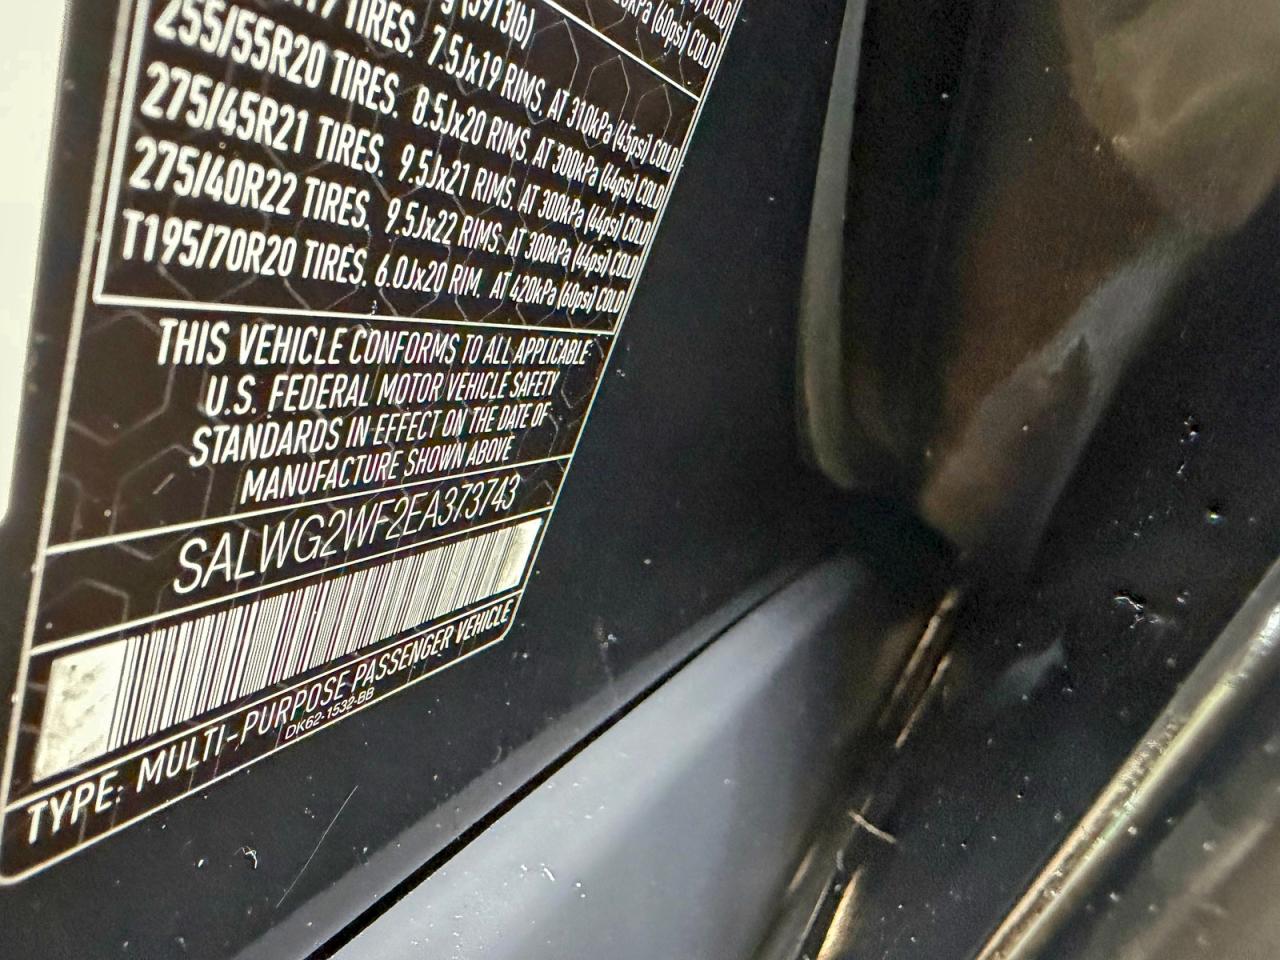 (60psi) COLD
(5913lb)
TIRES. 7.5Jx19 RIMS. AT 310kPa (45psi) COLD
255/55R20 TIRES. 8.5Jx20 RIMS. AT 300kPa (44psi) COLD
275/45R21 TIRES. 9.5Jx21 RIMS. AT 300kPa (44psi) COLD
275/40R22 TIRES. 9.5Jx22 RIMS. AT 300kPa (44psi) COLD
T195/70R20 TIRES. 6.0Jx20 RIM. AT 420kPa (60psi) COLD
THIS VEHICLE CONFORMS TO ALL APPLICABLE
U.S. FEDERAL MOTOR VEHICLE SAFETY
STANDARDS IN EFFECT ON THE DATE OF
MANUFACTURE SHOWN ABOVE
SALWG2WF2EA373743
TYPE: MULTI-PURPOSE PASSENGER VEHICLE
DK62-1532-BB